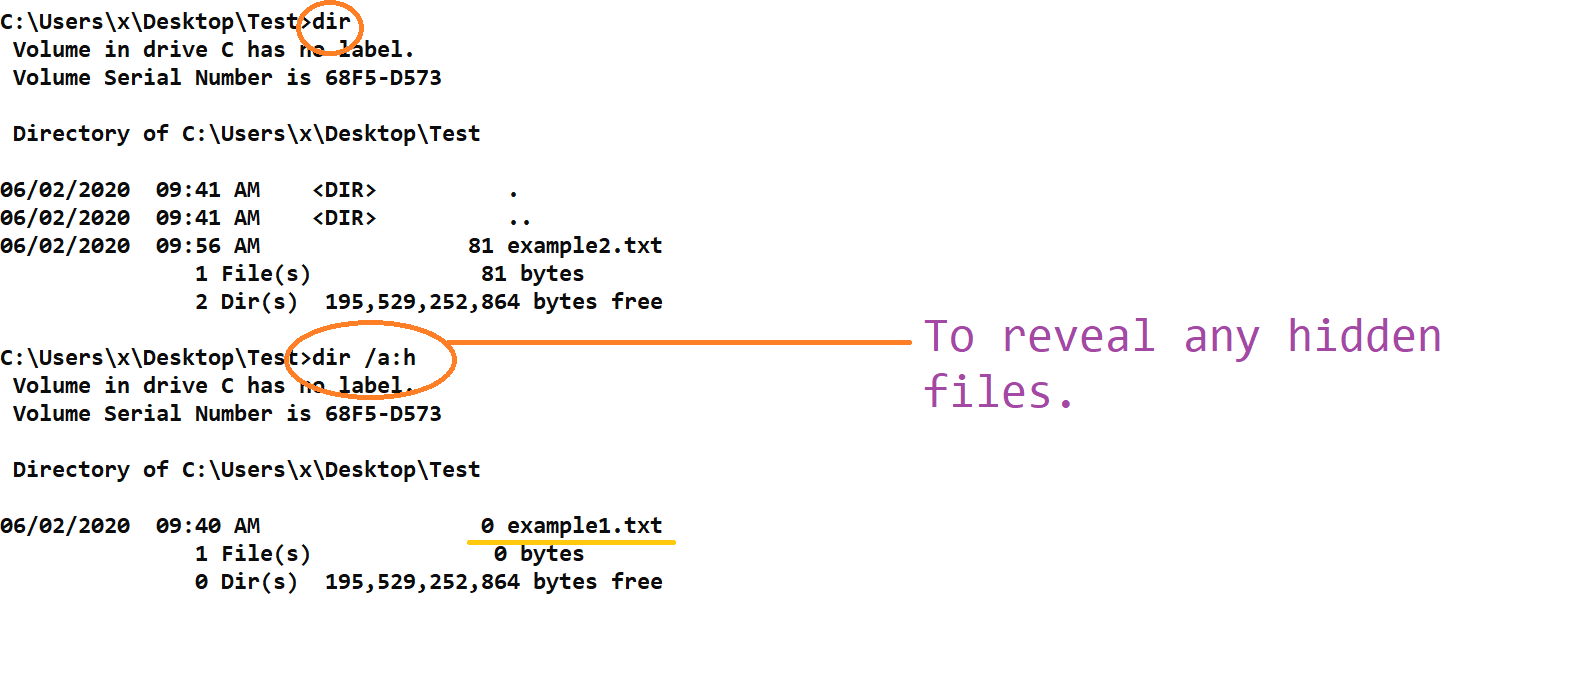 C:\Users\x\Desktop\Test>dir
Volume in drive C has no label.
Volume Serial Number is 68F5-D573
Directory of C:\Users\x\Desktop\Test
06/02/2020  09:41 AM    <DIR>          .
06/02/2020  09:41 AM    <DIR>          ..
06/02/2020  09:56 AM                81 example2.txt
1 File(s)             81 bytes
2 Dir(s)  195,529,252,864 bytes free
C:\Users\x\Desktop\Test>dir /a:h
Volume in drive C has no label.
Volume Serial Number is 68F5-D573
Directory of C:\Users\x\Desktop\Test
06/02/2020  09:40 AM                 0 example1.txt
1 File(s)              0 bytes
0 Dir(s)  195,529,252,864 bytes free
To reveal any hidden
files.